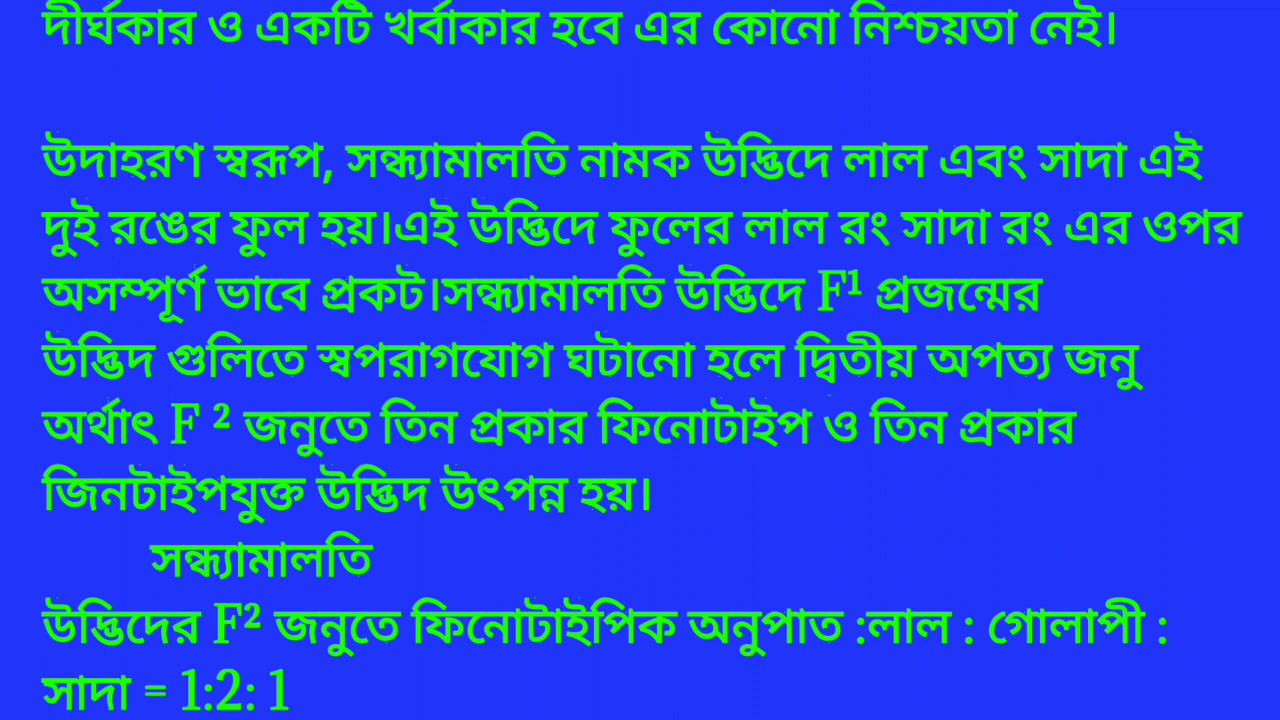 দীর্ঘকার ও একটি খর্বাকার হবে এর কোনো নিশ্চয়তা নেই।
উদাহরণ স্বরূপ, সন্ধ্যামালতি নামক উদ্ভিদে লাল এবং সাদা এই
দুই রঙের ফুল হয়।এই উদ্ভিদে ফুলের লাল রং সাদা রং এর ওপর
অসম্পূর্ণ ভাবে প্রকট।সন্ধ্যামালতি উদ্ভিদে F¹ প্রজন্মের
উদ্ভিদ গুলিতে স্বপরাগযোগ ঘটানো হলে দ্বিতীয় অপত্য জনু
অর্থাৎ F ² জনুতে তিন প্রকার ফিনোটাইপ ও তিন প্রকার
জিনটাইপযুক্ত উদ্ভিদ উৎপন্ন হয়।
সন্ধ্যামালতি
উদ্ভিদের F² জনুতে ফিনোটাইপিক অনুপাত :লাল : গোলাপী :
সাদা = 1:2: 1